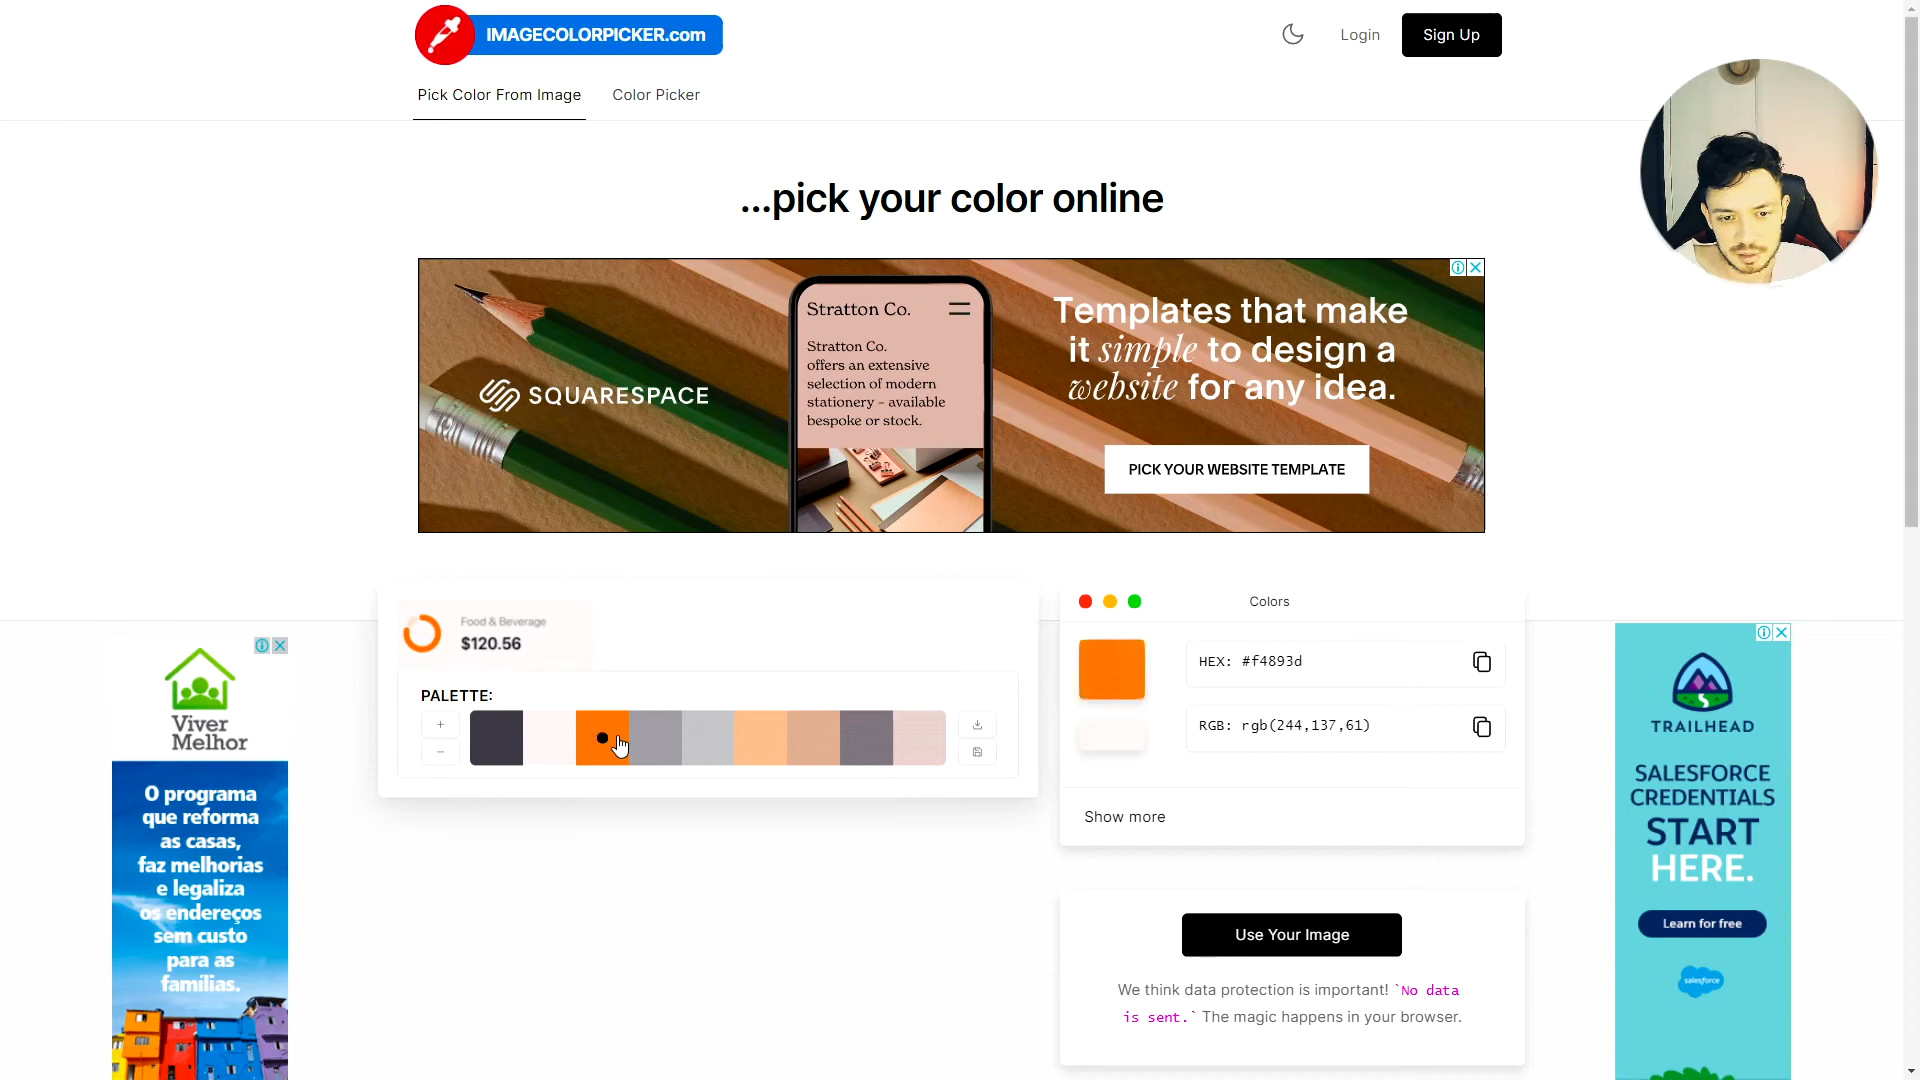 IMAGECOLORPICKER.com
Login
Sign Up
Pick Color From Image
Color Picker
...pick your color online
SQUARESPACE
Stratton Co.
Stratton Co.
offers an extensive
selection of modern
stationery – available
bespoke or stock.
Templates that make
it simple to design a
website for any idea.
PICK YOUR WEBSITE TEMPLATE
Food & Beverage
$120.56
PALETTE:
+
−
Colors
HEX: #f4893d
RGB: rgb(244,137,61)
Show more
Use Your Image
We think data protection is important! `No data
is sent.` The magic happens in your browser.
Viver
Melhor
O programa
que reforma
as casas,
faz melhorias
e legaliza
os endereços
sem custo
para as
famílias.
TRAILHEAD
SALESFORCE
CREDENTIALS
START
HERE.
Learn for free
salesforce